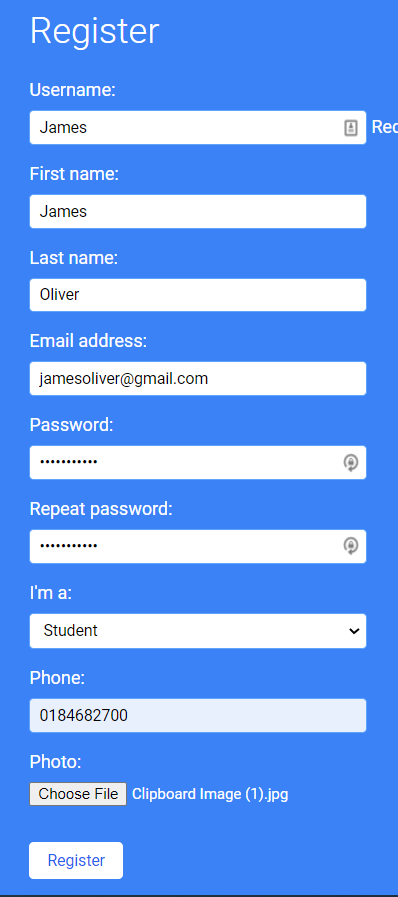 Register
Username:
James
First name:
James
Last name:
Oliver
Email address:
jamesoliver@gmail.com
Password:
•••••••••••
Repeat password:
•••••••••••
I'm a:
Student
Phone:
0184682700
Photo:
Choose File Clipboard Image (1).jpg
Register